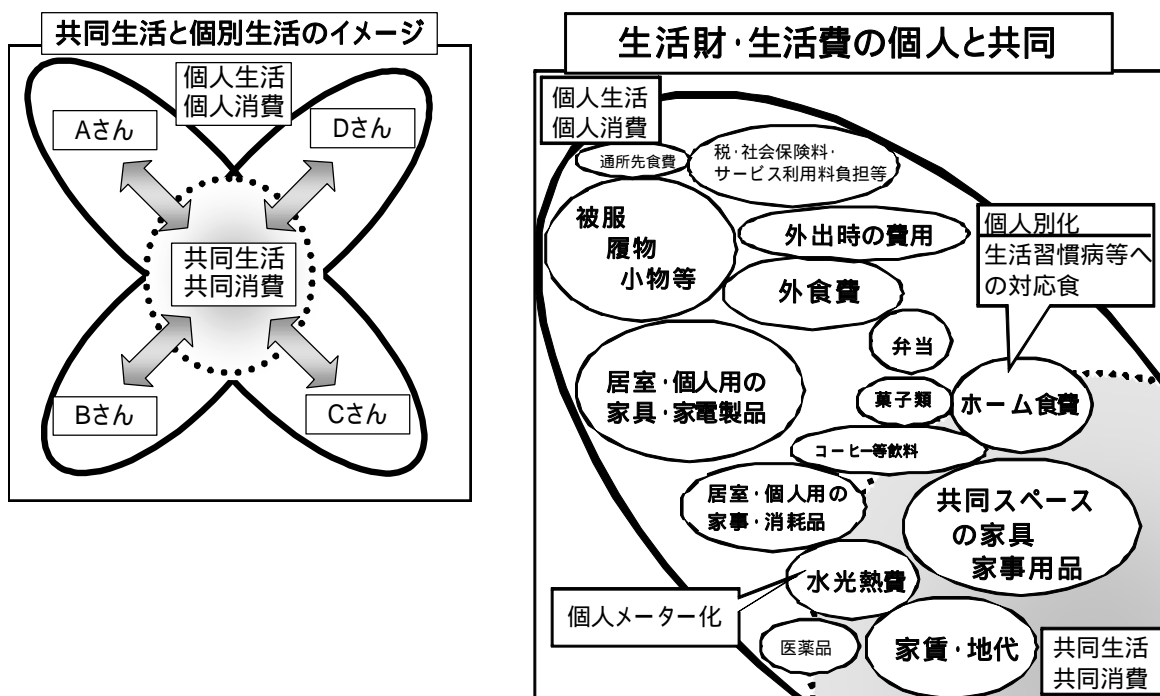 共同生活と個別生活のイメージ
個人生活
個人消費
Aさん
Dさん
共同生活
共同消費
Bさん
Cさん
生活財・生活費の個人と共同
個人生活
個人消費
通所先食費
税・社会保険料・
サービス利用料負担等
被服
履物
小物等
外出時の費用
個人別化
生活習慣病等へ
の対応食
外食費
弁当
居室・個人用の
家具・家電製品
菓子類
ホーム食費
コーヒー等飲料
居室・個人用の
家事・消耗品
共同スペース
の家具
家事用品
水光熱費
個人メーター化
医薬品
家賃・地代
共同生活
共同消費